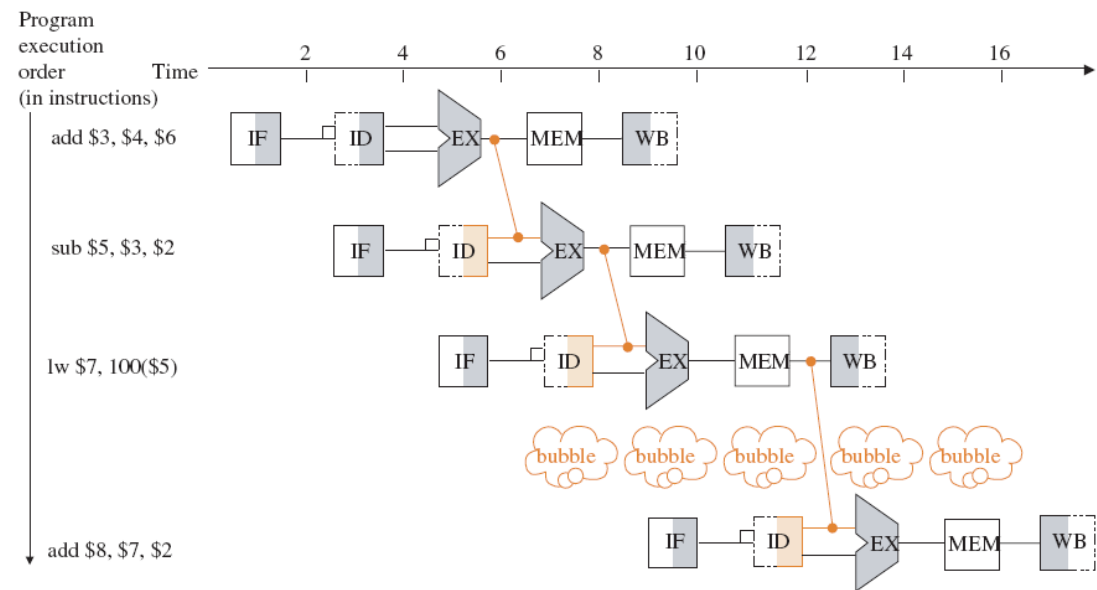 Program
execution
order
(in instructions)
Time
2 4 6 8 10 12 14 16
add $3, $4, $6
IF ID EX MEM WB
sub $5, $3, $2
IF ID EX MEM WB
lw $7, 100($5)
IF ID EX MEM WB
bubble bubble bubble bubble bubble
add $8, $7, $2
IF ID EX MEM WB